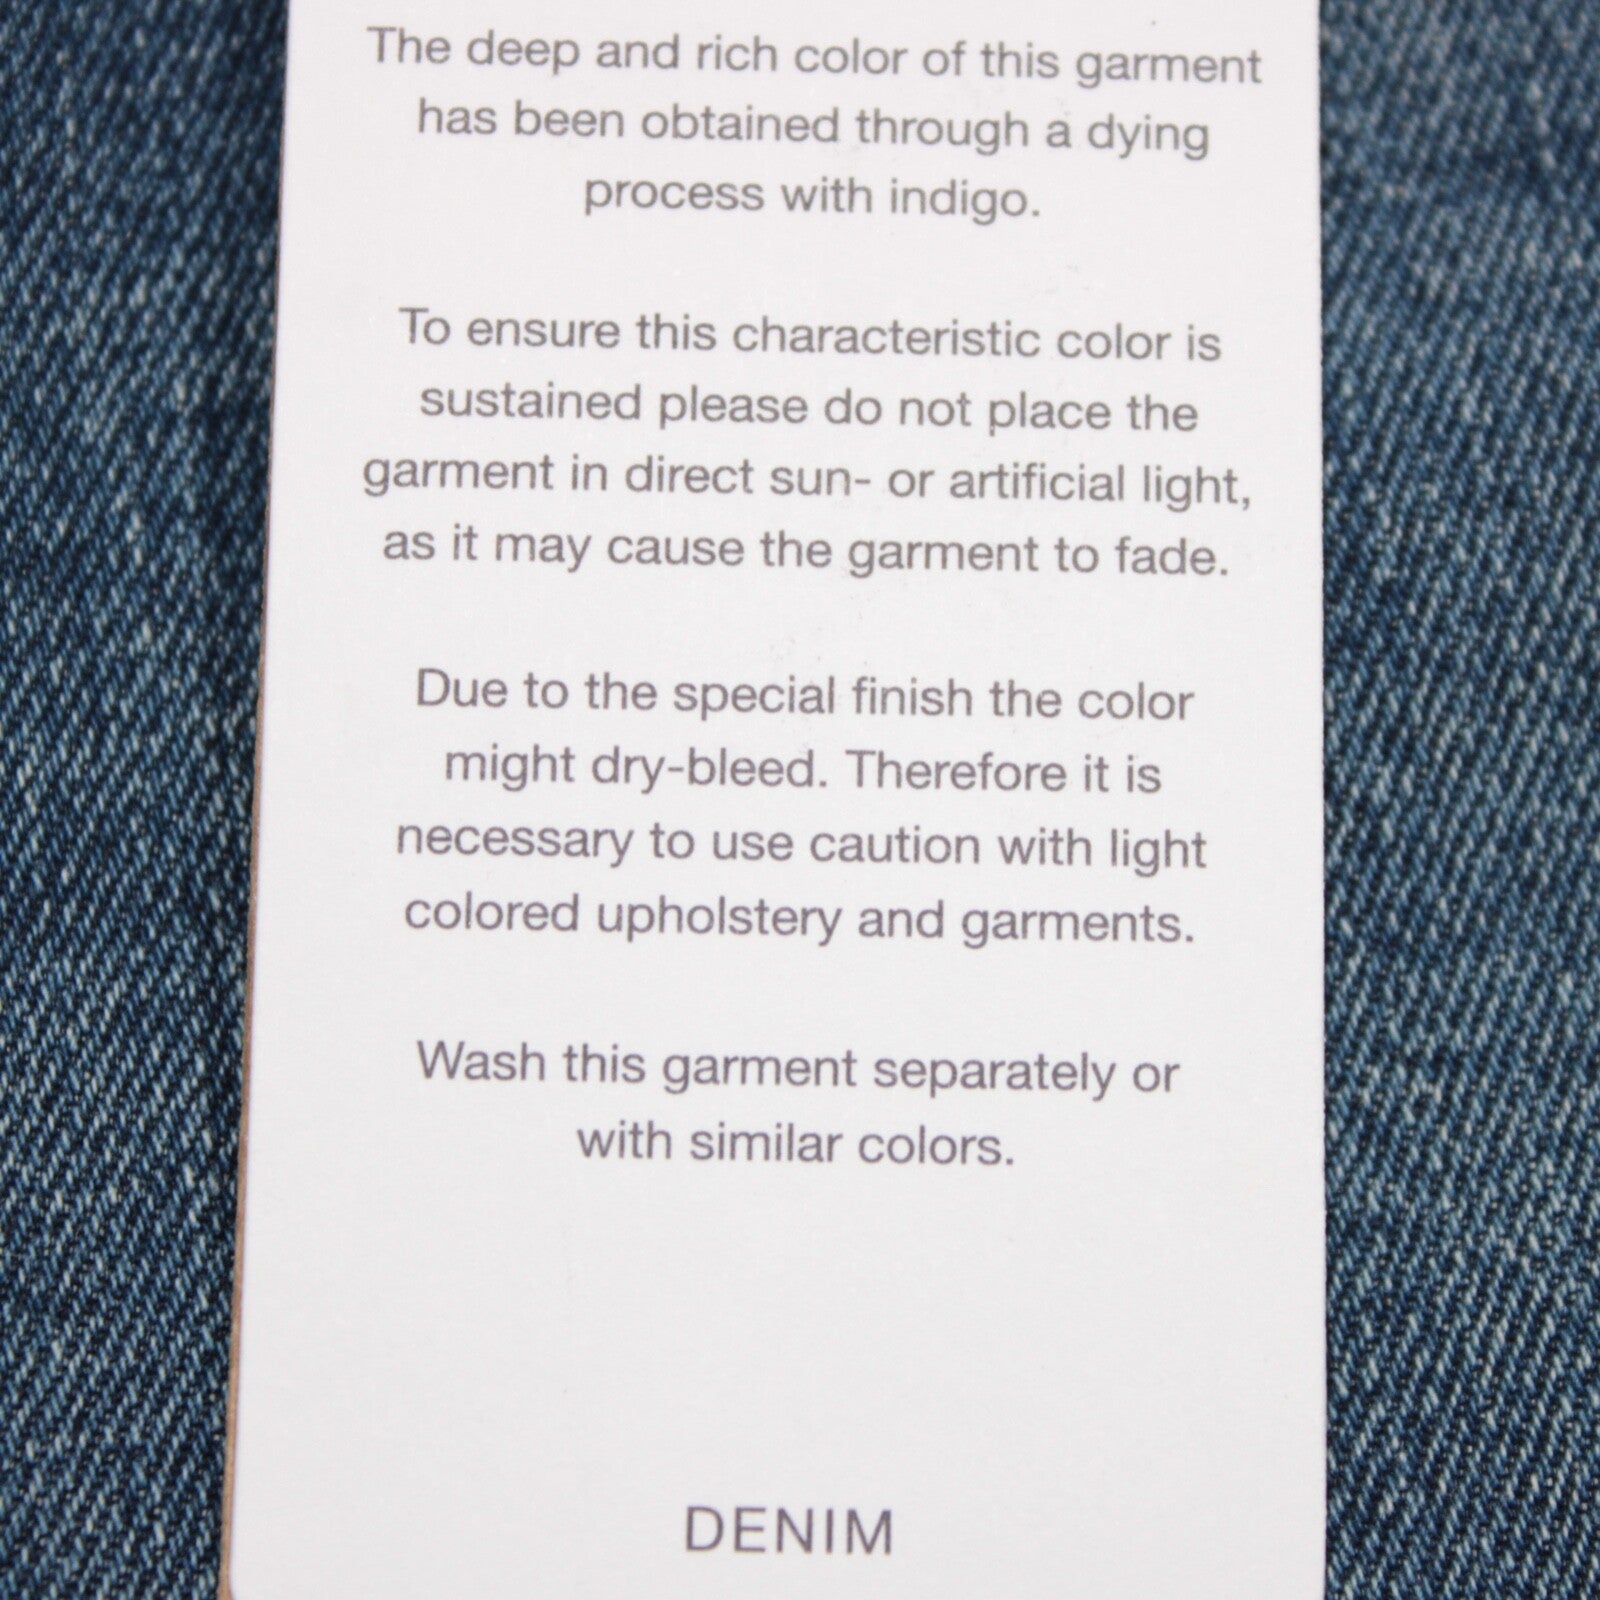 The deep and rich color of this garment
has been obtained through a dying
process with indigo.
To ensure this characteristic color is
sustained please do not place the
garment in direct sun- or artificial light,
as it may cause the garment to fade.
Due to the special finish the color
might dry-bleed. Therefore it is
necessary to use caution with light
colored upholstery and garments.
Wash this garment separately or
with similar colors.
DENIM